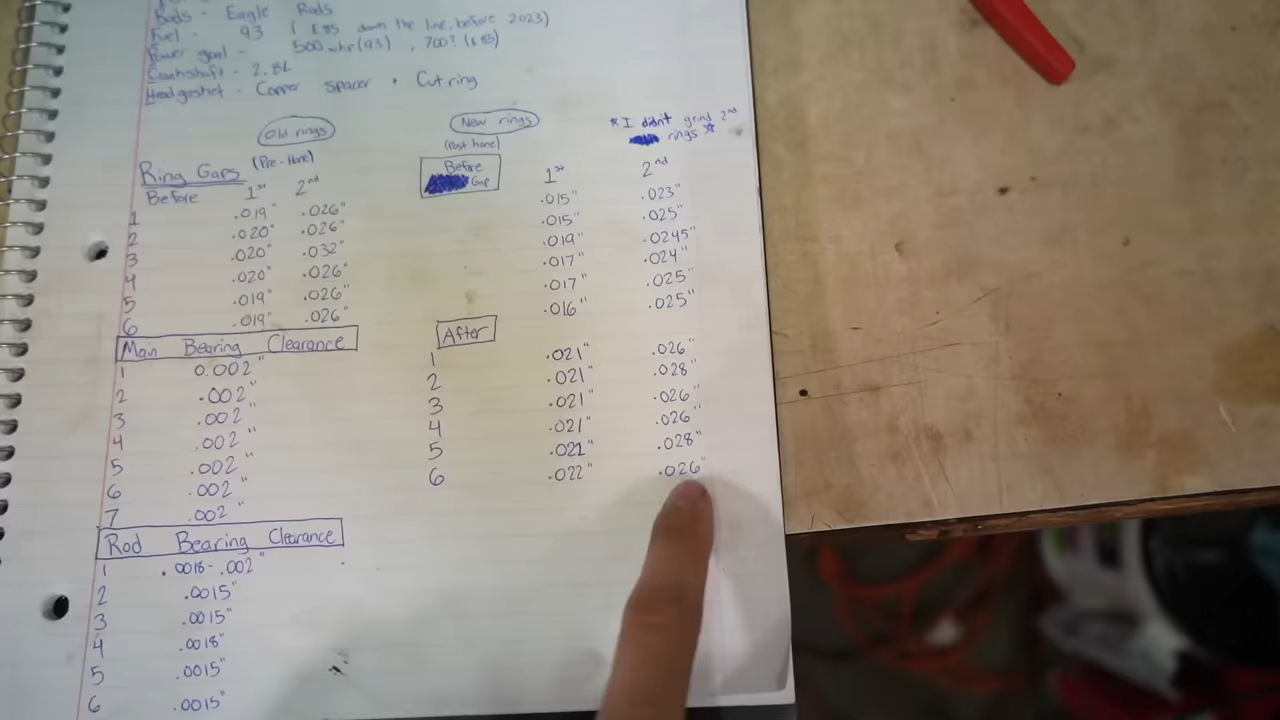 Rods - Eagle Rods
Fuel - 93 ( E85 down the line, before 2023)
Power goal - 500 whp(93) , 700? (E85)
Crankshaft - 2.8L
Headgasket - Copper spacer + Cut ring
Old rings
New rings
*I didn't grind 2nd
rings*
Ring Gaps (Pre-Hone)
(Post hone)
Before 1st 2nd
Before Gap 1st 2nd
1 .019" .026"
2 .020" .026"
3 .020" .032"
4 .020" .026"
5 .019" .026"
6 .019" .026"
.015" .023"
.015" .025"
.019" .0245"
.017" .024"
.017" .025"
.016" .025"
Main Bearing Clearance
1 0.002"
2 .002"
3 .002"
4 .002"
5 .002"
6 .002"
7 .002"
After
1 .021" .026"
2 .021" .028"
3 .021" .026"
4 .021" .026"
5 .021" .028"
6 .022" .026"
Rod Bearing Clearance
1 .0018-.002"
2 .0015"
3 .0015"
4 .0018"
5 .0015"
6 .0015"